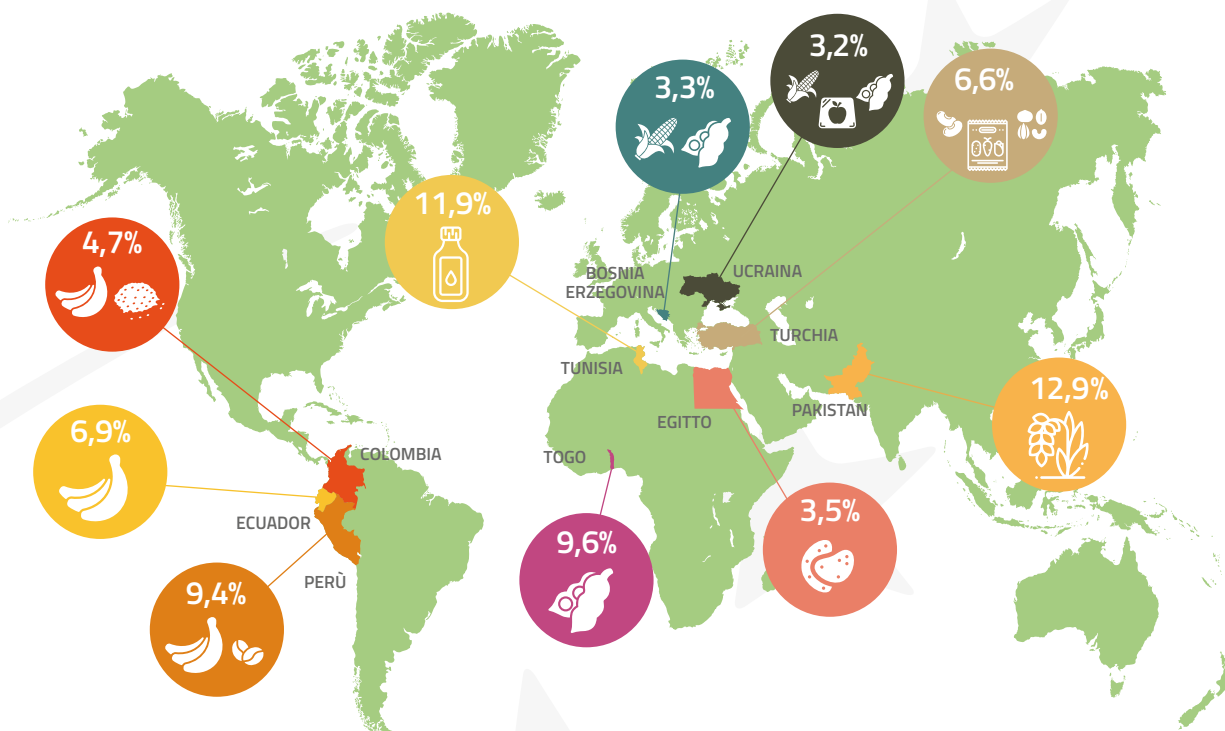 3,2%
3,3%
6,6%
11,9%
4,7%
BOSNIA
ERZEGOVINA
UCRAINA
TURCHIA
TUNISIA
12,9%
PAKISTAN
EGITTO
6,9%
COLOMBIA
TOGO
ECUADOR
3,5%
9,6%
PERÙ
9,4%